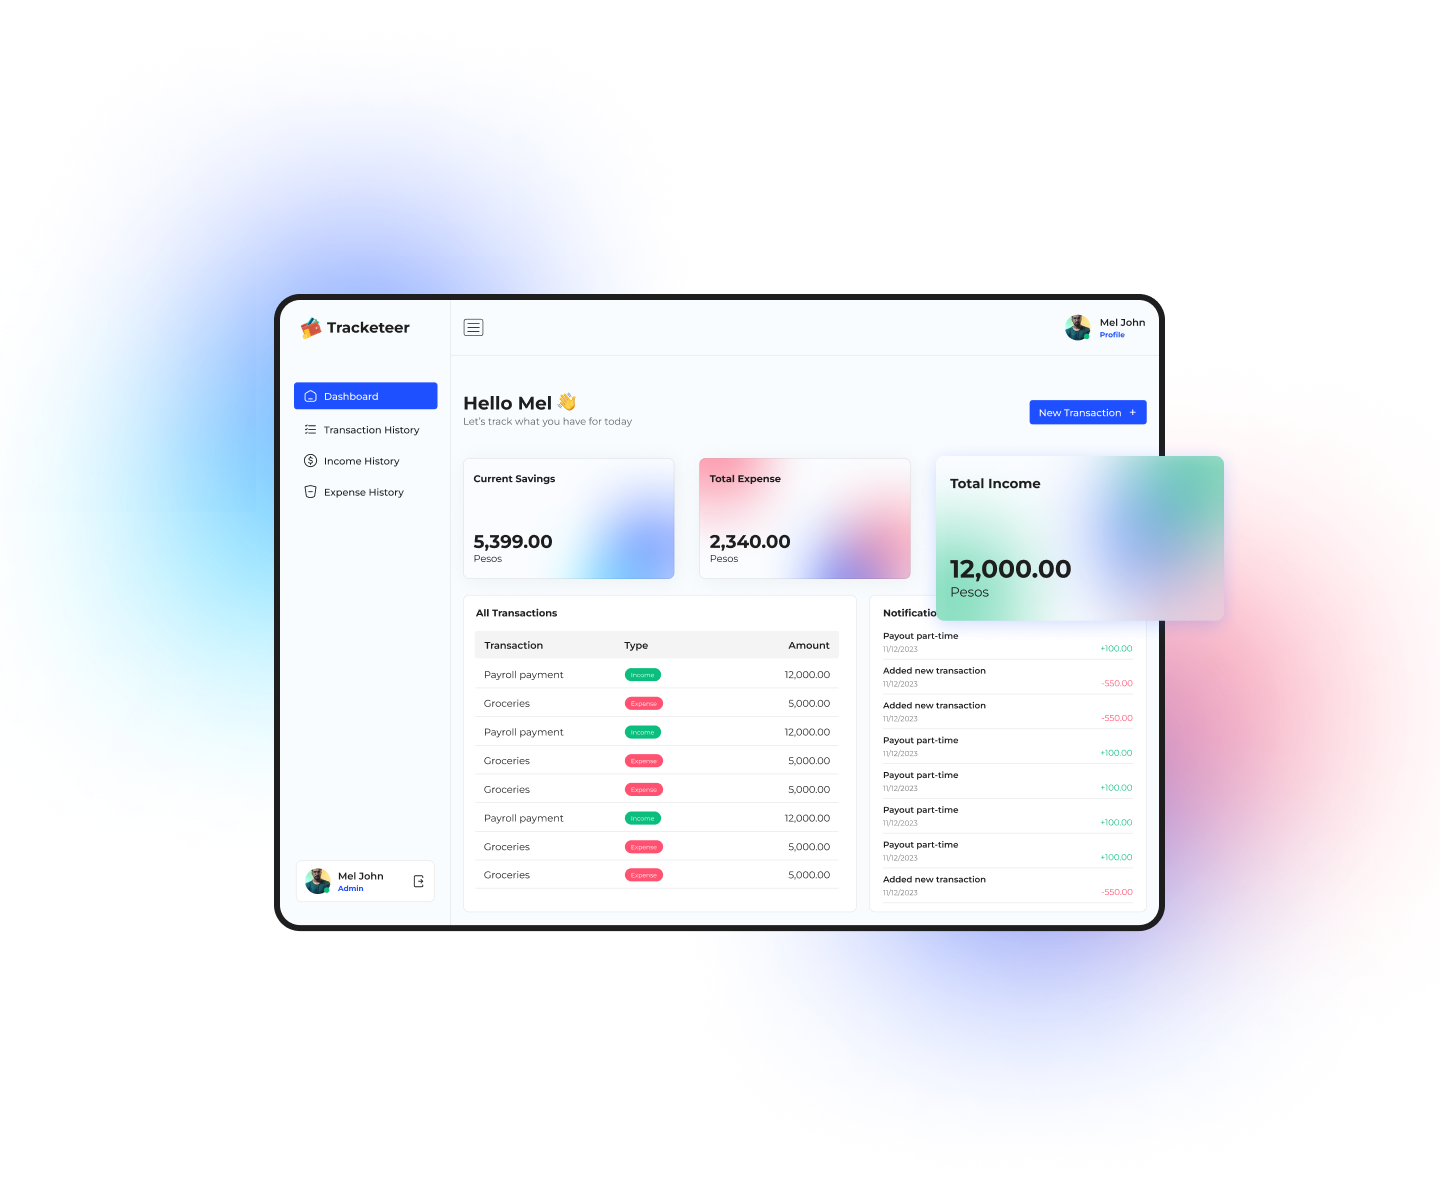 Tracketeer
Mel John
Profile
Dashboard
Transaction History
Income History
Expense History
Hello Mel 👋
Let's track what you have for today
New Transaction +
Current Savings
5,399.00
Pesos
Total Expense
2,340.00
Pesos
Total Income
12,000.00
Pesos
All Transactions
Transaction Type Amount
Payroll payment Income 12,000.00
Groceries Expense 5,000.00
Payroll payment Income 12,000.00
Groceries Expense 5,000.00
Groceries Expense 5,000.00
Payroll payment Income 12,000.00
Groceries Expense 5,000.00
Groceries Expense 5,000.00
Notificatio
Payout part-time
11/12/2023 +100.00
Added new transaction
11/12/2023 -550.00
Added new transaction
11/12/2023 -550.00
Payout part-time
11/12/2023 +100.00
Payout part-time
11/12/2023 +100.00
Payout part-time
11/12/2023 +100.00
Payout part-time
11/12/2023 +100.00
Added new transaction
11/12/2023 -550.00
Mel John
Admin